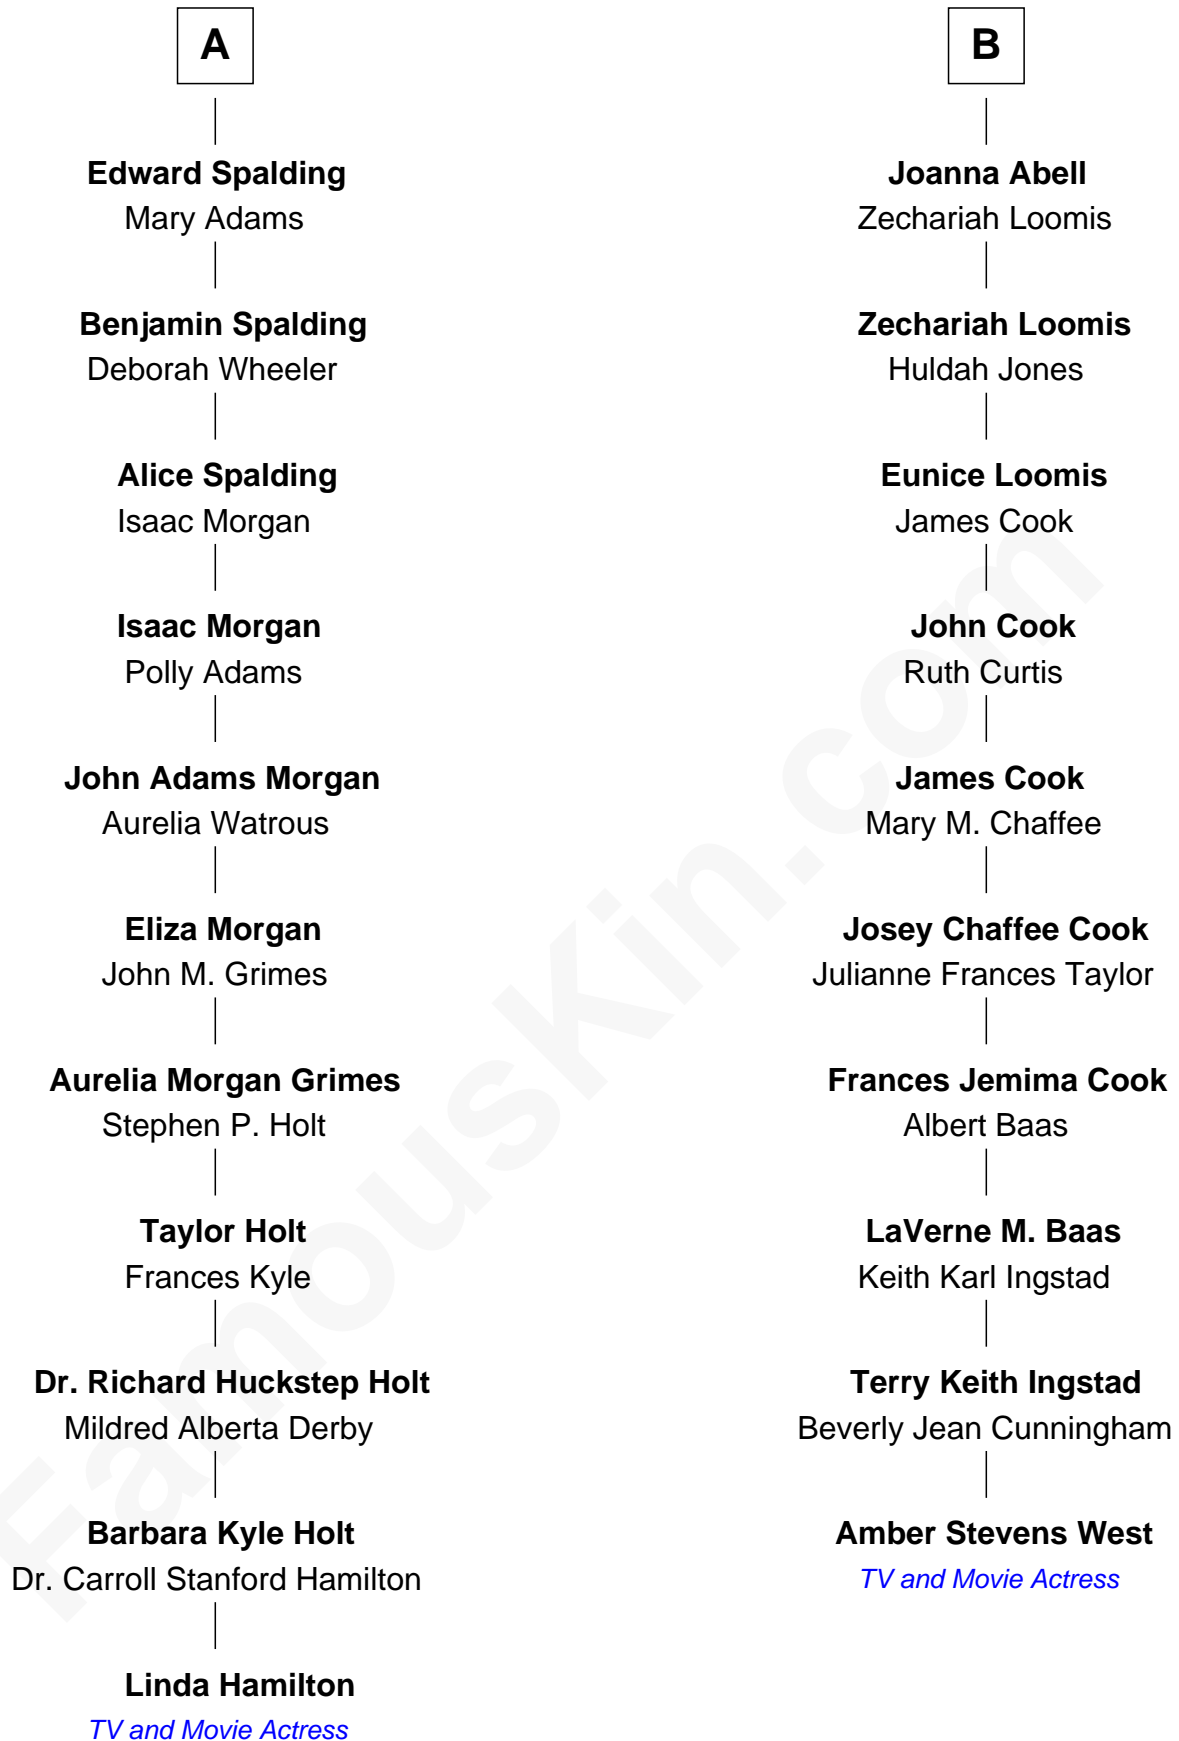 A
Edward Spalding
Mary Adams
Benjamin Spalding
Deborah Wheeler
Alice Spalding
Isaac Morgan
Isaac Morgan
Polly Adams
John Adams Morgan
Aurelia Watrous
Eliza Morgan
John M. Grimes
Aurelia Morgan Grimes
Stephen P. Holt
Taylor Holt
Frances Kyle
Dr. Richard Huckstep Holt
Mildred Alberta Derby
Barbara Kyle Holt
Dr. Carroll Stanford Hamilton
Linda Hamilton
TV and Movie Actress
B
Joanna Abell
Zechariah Loomis
Zechariah Loomis
Huldah Jones
Eunice Loomis
James Cook
John Cook
Ruth Curtis
James Cook
Mary M. Chaffee
Josey Chaffee Cook
Julianne Frances Taylor
Frances Jemima Cook
Albert Baas
LaVerne M. Baas
Keith Karl Ingstad
Terry Keith Ingstad
Beverly Jean Cunningham
Amber Stevens West
TV and Movie Actress
FamousKin.com